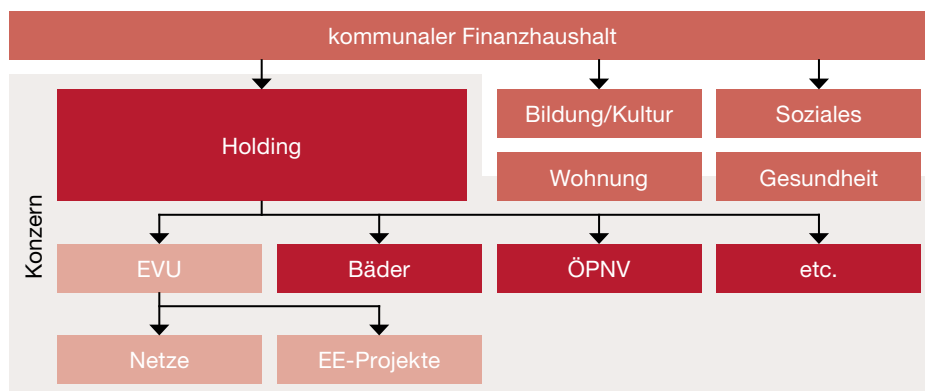 kommunaler Finanzhaushalt
Holding
Bildung/Kultur
Soziales
Wohnung
Gesundheit
Konzern
EVU
Bäder
ÖPNV
etc.
Netze
EE-Projekte